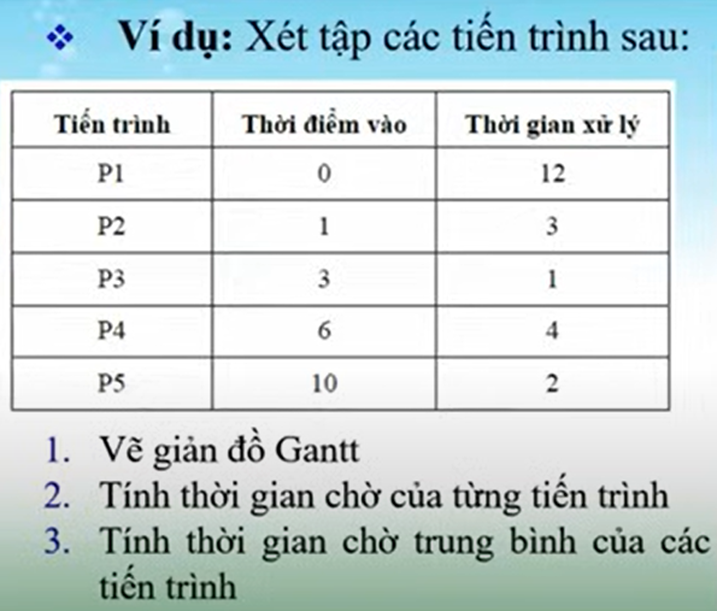 Ví dụ: Xét tập các tiến trình sau:
Tiến trình Thời điểm vào Thời gian xử lý
P1 0 12
P2 1 3
P3 3 1
P4 6 4
P5 10 2
1. Vẽ giản đồ Gantt
2. Tính thời gian chờ của từng tiến trình
3. Tính thời gian chờ trung bình của các
tiến trình